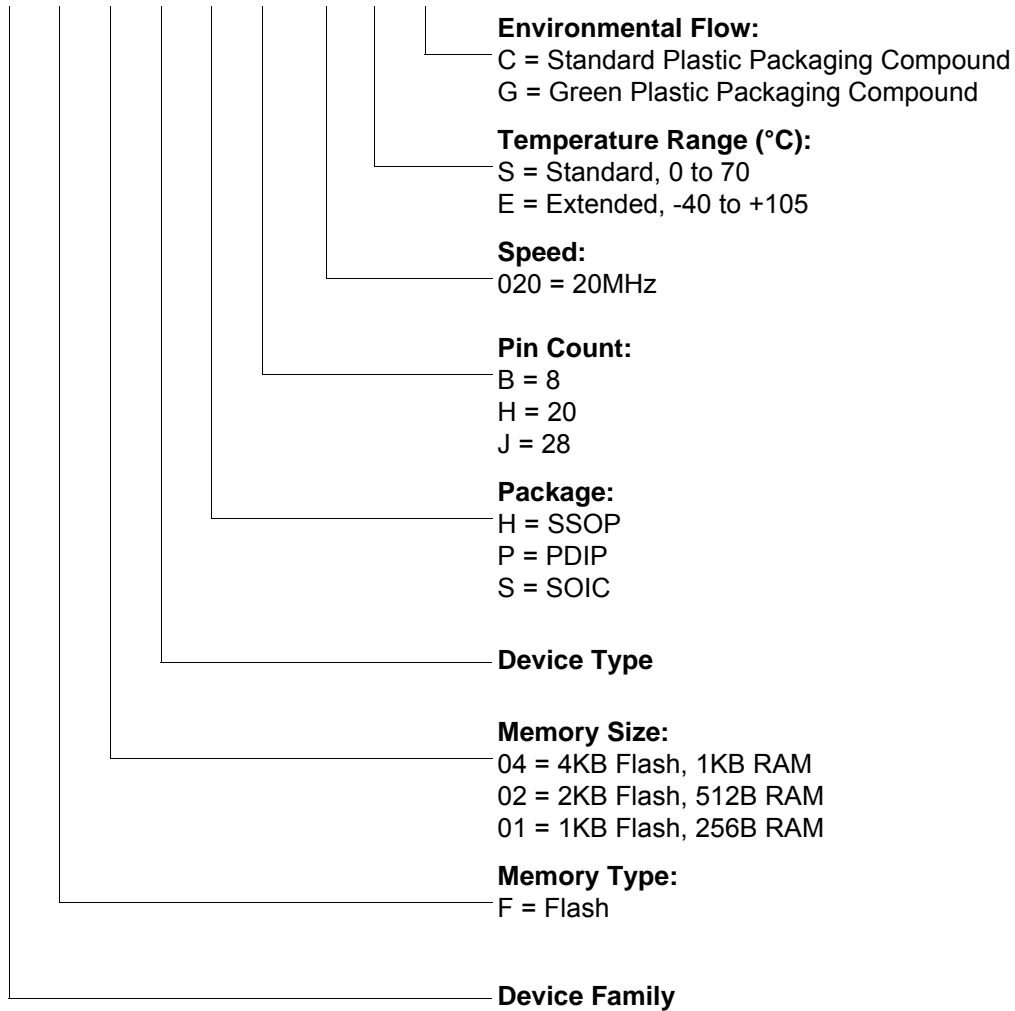 Environmental Flow:
C = Standard Plastic Packaging Compound
G = Green Plastic Packaging Compound
Temperature Range (°C):
S = Standard, 0 to 70
E = Extended, -40 to +105
Speed:
020 = 20MHz
Pin Count:
B = 8
H = 20
J = 28
Package:
H = SSOP
P = PDIP
S = SOIC
Device Type
Memory Size:
04 = 4KB Flash, 1KB RAM
02 = 2KB Flash, 512B RAM
01 = 1KB Flash, 256B RAM
Memory Type:
F = Flash
Device Family